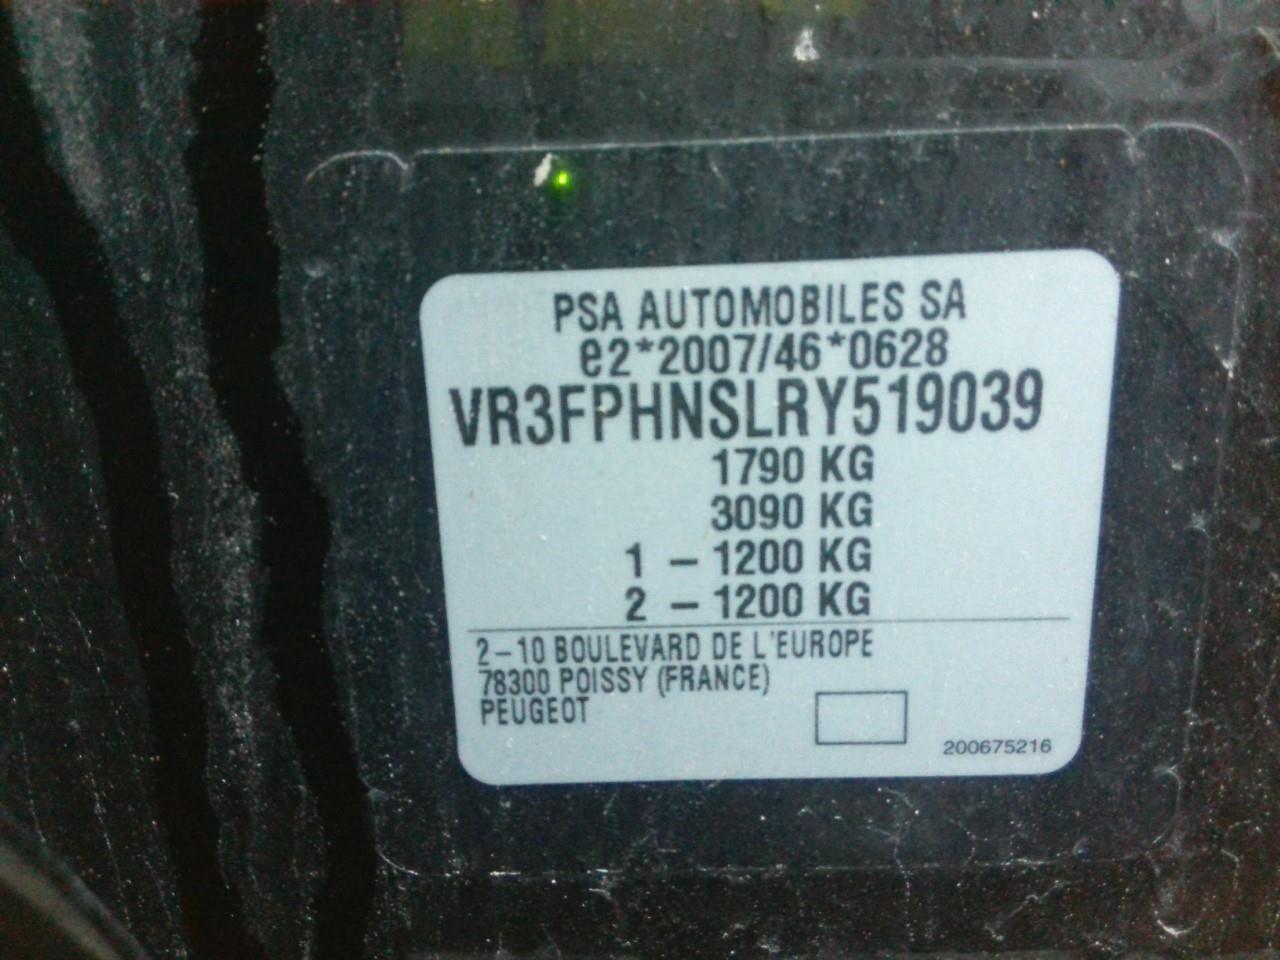 PSA AUTOMOBILES SA
e2*2007/46*0628
VR3FPHNSLRY519039
1790 KG
3090 KG
1 – 1200 KG
2 – 1200 KG
2–10 BOULEVARD DE L'EUROPE
78300 POISSY (FRANCE)
PEUGEOT
200675216